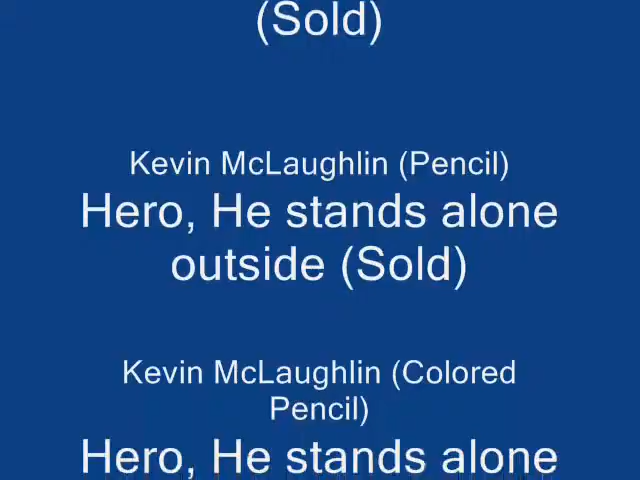 (Sold)
Kevin McLaughlin (Pencil)
Hero, He stands alone
outside (Sold)
Kevin McLaughlin (Colored
Pencil)
Hero, He stands alone